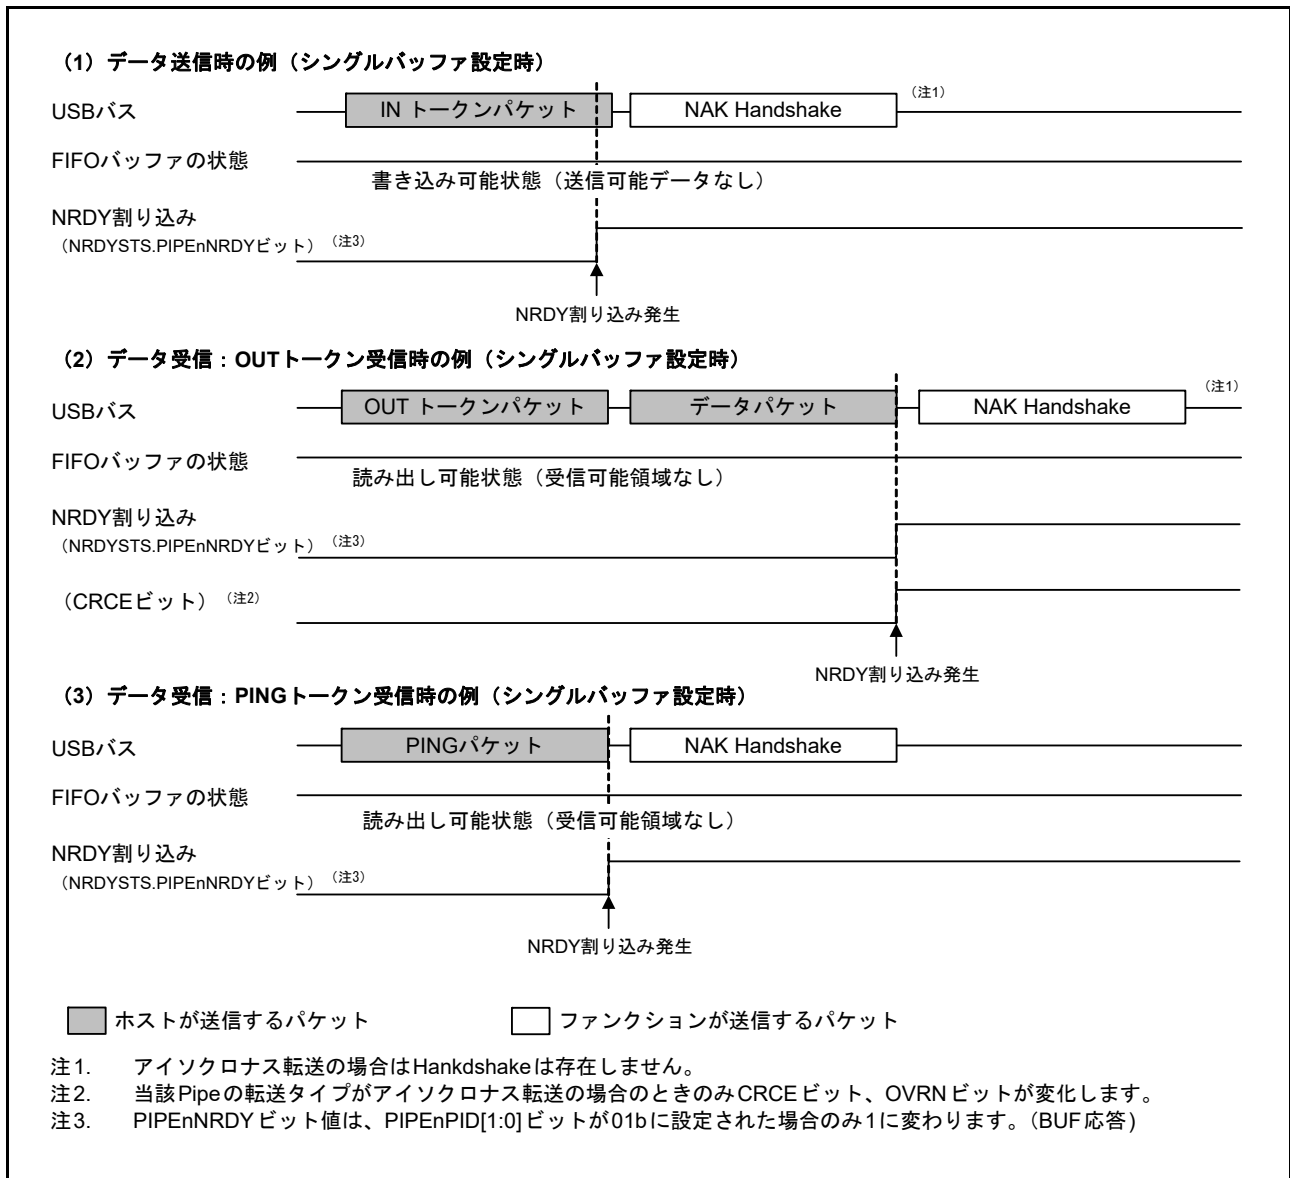 （1）データ送信時の例（シングルバッファ設定時）
USBバス
IN トークンパケット
NAK Handshake
（注1）
FIFOバッファの状態
書き込み可能状態（送信可能データなし）
NRDY割り込み
（NRDYSTS.PIPEnNRDYビット）（注3）
NRDY割り込み発生
（2）データ受信：OUTトークン受信時の例（シングルバッファ設定時）
USBバス
OUT トークンパケット
データパケット
NAK Handshake
（注1）
FIFOバッファの状態
読み出し可能状態（受信可能領域なし）
NRDY割り込み
（NRDYSTS.PIPEnNRDYビット）（注3）
（CRCEビット）（注2）
NRDY割り込み発生
（3）データ受信：PINGトークン受信時の例（シングルバッファ設定時）
USBバス
PINGパケット
NAK Handshake
FIFOバッファの状態
読み出し可能状態（受信可能領域なし）
NRDY割り込み
（NRDYSTS.PIPEnNRDYビット）（注3）
NRDY割り込み発生
ホストが送信するパケット
ファンクションが送信するパケット
注1. アイソクロナス転送の場合はHankdshakeは存在しません。
注2. 当該Pipeの転送タイプがアイソクロナス転送の場合のときのみCRCEビット、OVRNビットが変化します。
注3. PIPEnNRDYビット値は、PIPEnPID[1:0]ビットが01bに設定された場合のみ1に変わります。（BUF応答）